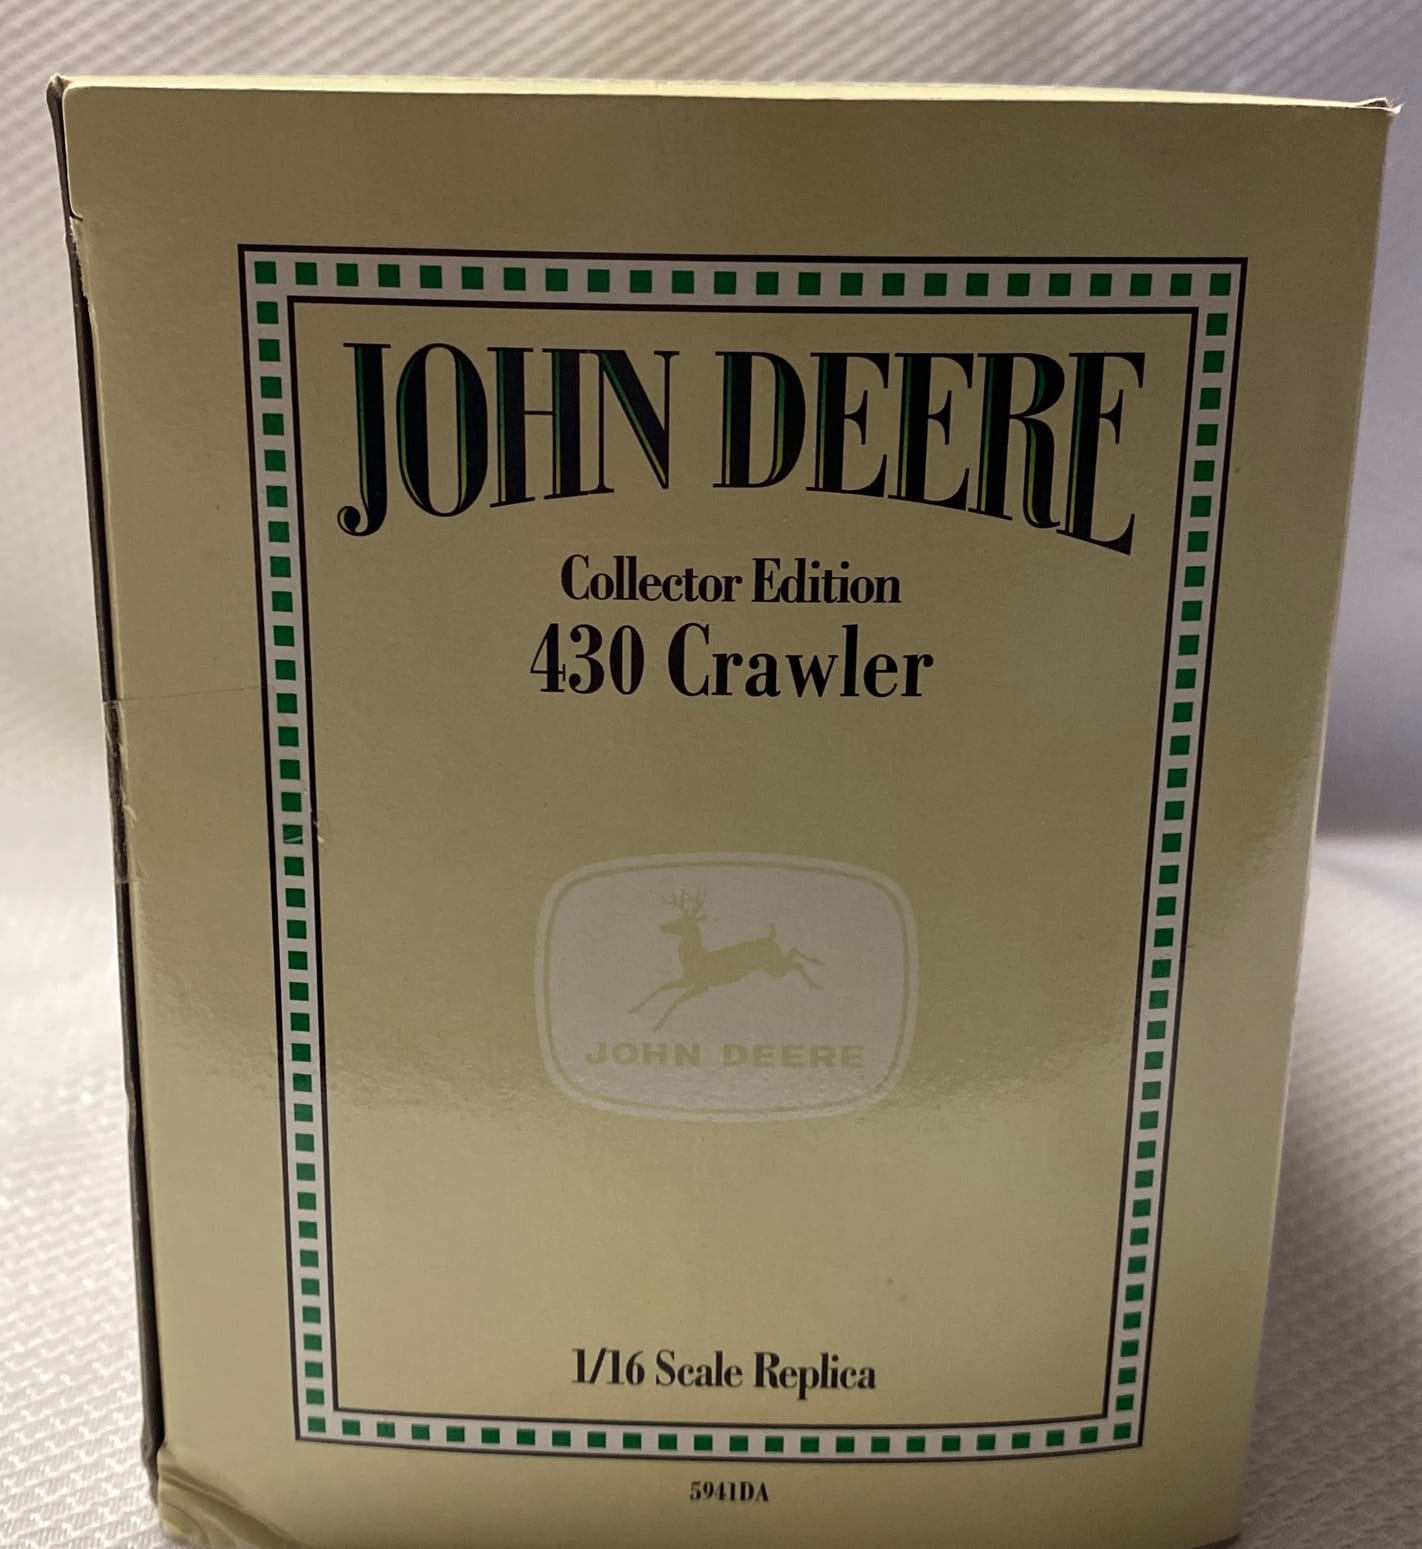 JOHN DEERE
Collector Edition
430 Crawler
JOHN DEERE
1/16 Scale Replica
5941DA